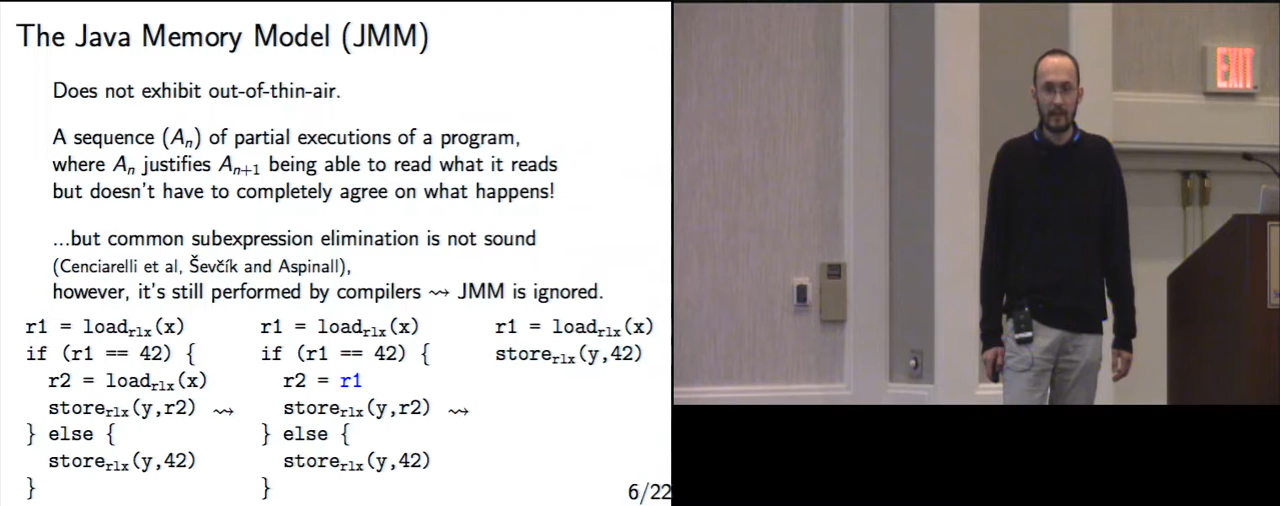 The Java Memory Model (JMM)
Does not exhibit out-of-thin-air.
A sequence (Aₙ) of partial executions of a program,
where Aₙ justifies Aₙ₊₁ being able to read what it reads
but doesn't have to completely agree on what happens!
...but common subexpression elimination is not sound
(Cenciarelli et al, Ševčík and Aspinall),
however, it's still performed by compilers ⇝ JMM is ignored.
r1 = load_rlx(x)
if (r1 == 42) {
r2 = load_rlx(x)
store_rlx(y,r2) ⇝
} else {
store_rlx(y,42)
}
r1 = load_rlx(x)
if (r1 == 42) {
r2 = r1
store_rlx(y,r2) ⇝
} else {
store_rlx(y,42)
}
r1 = load_rlx(x)
store_rlx(y,42)
6/22
EXIT